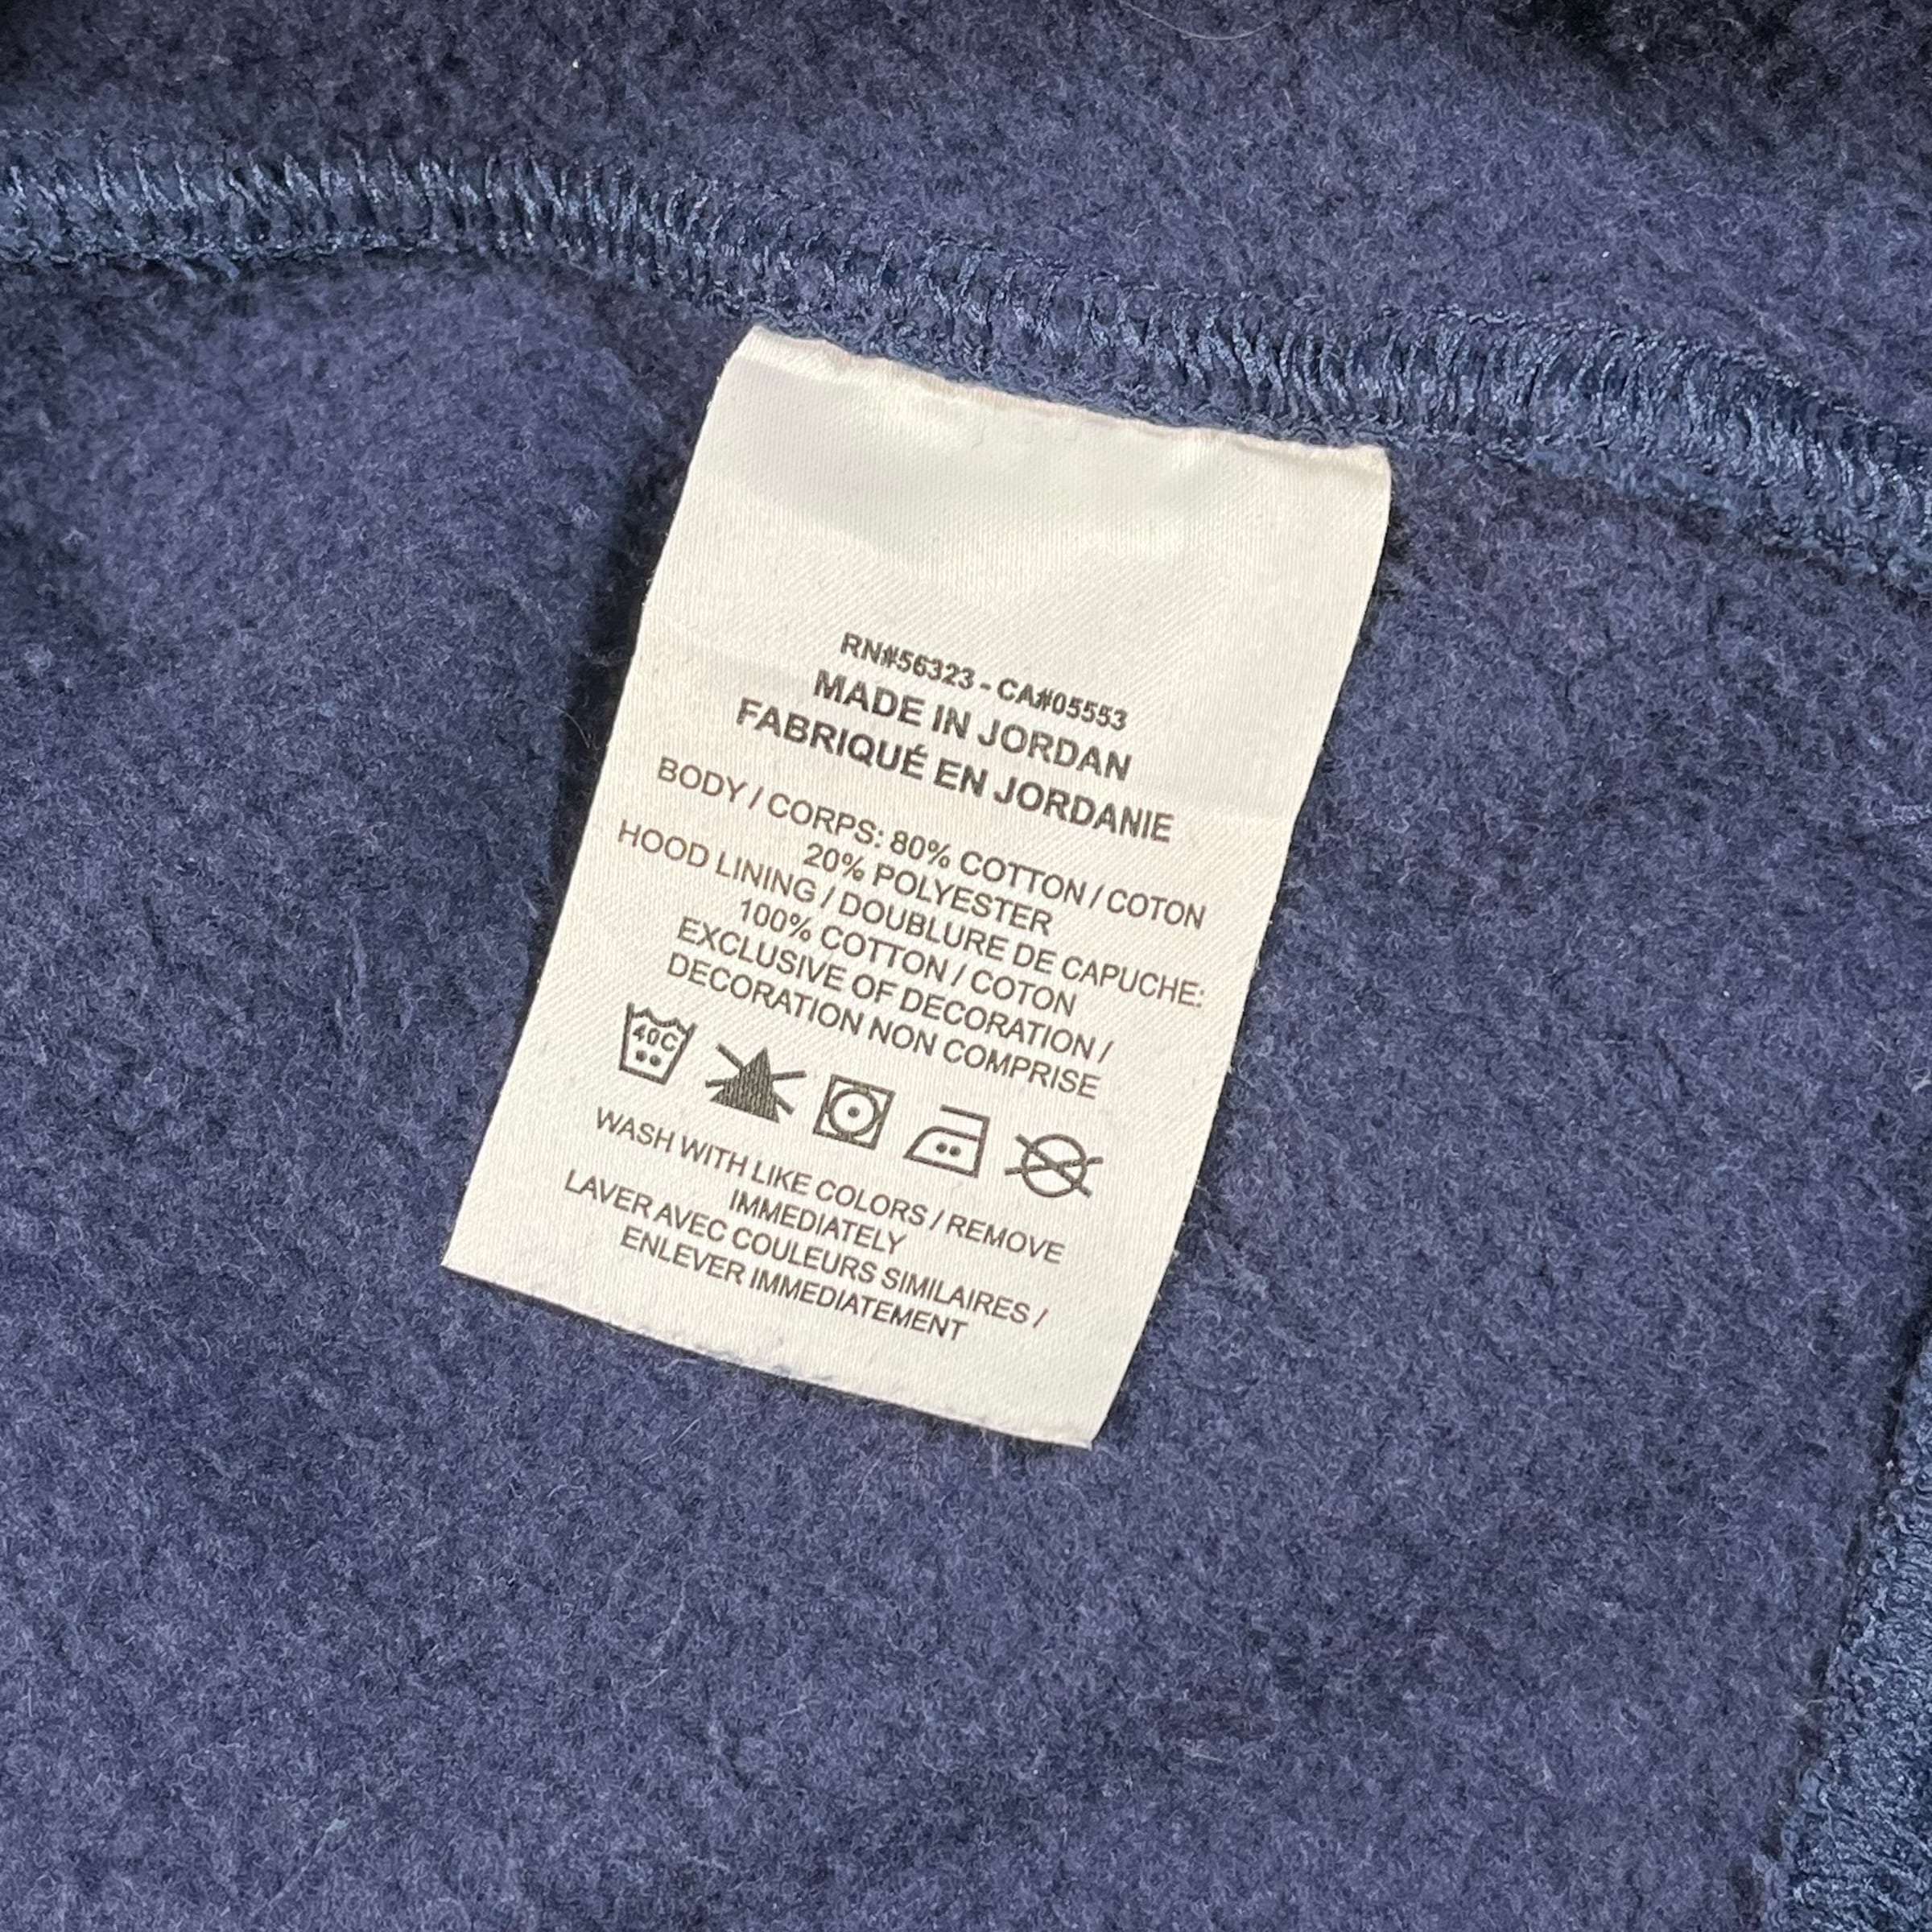 RN#56323 - CA#05553
MADE IN JORDAN
FABRIQUÉ EN JORDANIE
BODY / CORPS: 80% COTTON / COTON
20% POLYESTER
HOOD LINING / DOUBLURE DE CAPUCHE:
100% COTTON / COTON
EXCLUSIVE OF DECORATION /
DECORATION NON COMPRISE
40C
WASH WITH LIKE COLORS / REMOVE
IMMEDIATELY
LAVER AVEC COULEURS SIMILAIRES /
ENLEVER IMMEDIATEMENT